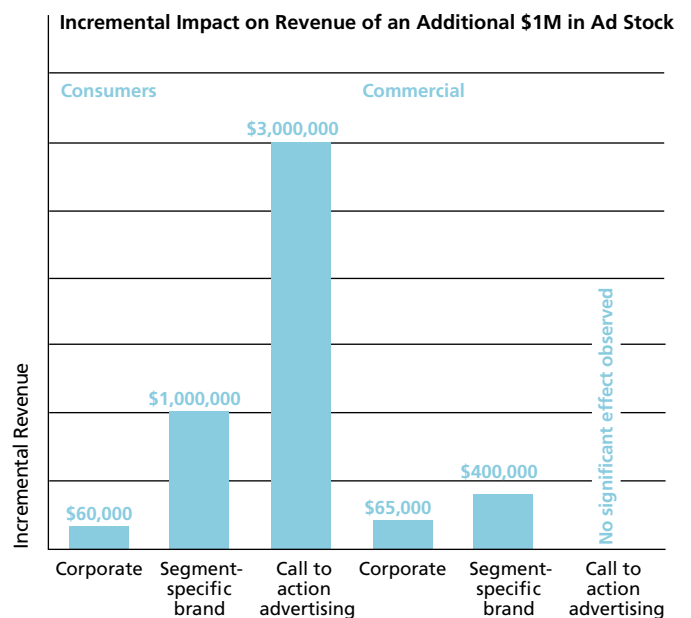 Incremental Impact on Revenue of an Additional $1M in Ad Stock
Consumers
Commercial
$3,000,000
$1,000,000
$60,000
$65,000
$400,000
No significant effect observed
Incremental Revenue
Corporate
Segment-
specific
brand
Call to
action
advertising
Corporate
Segment-
specific
brand
Call to
action
advertising